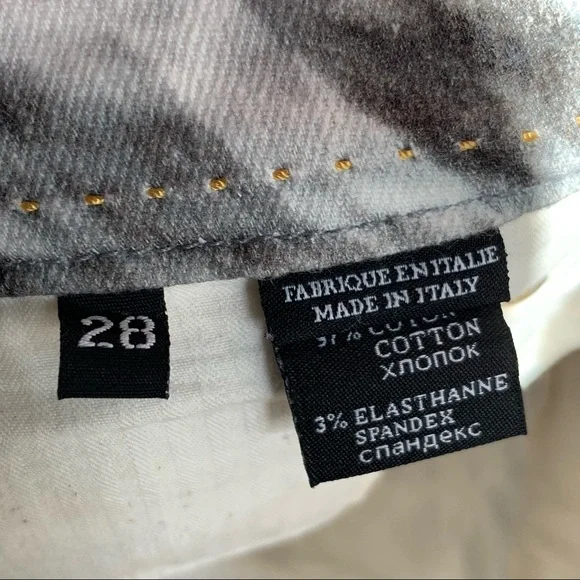 28
FABRIQUE EN ITALIE
MADE IN ITALY
COTTON
ХЛОПОК
3% ELASTHANNE
SPANDEX
спандекс